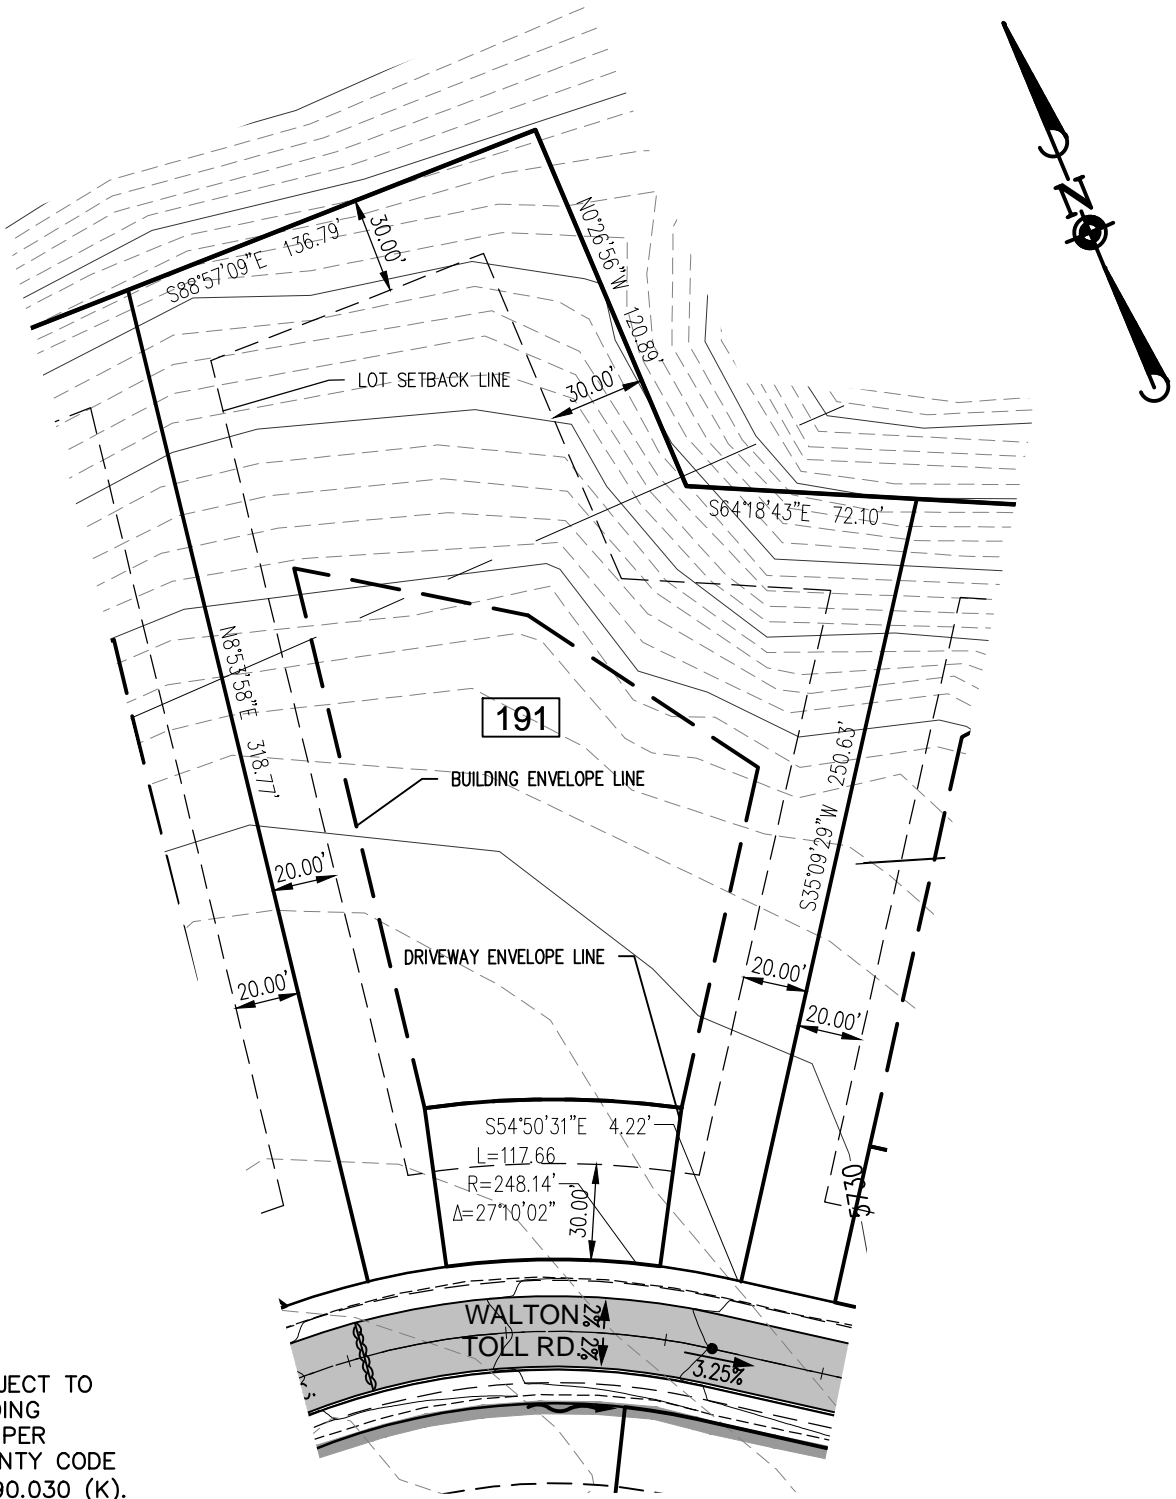 N
S88°57'09"E 136.79'
30.00'
N0°26'56"W 120.89'
30.00'
LOT SETBACK LINE
S64°18'43"E 72.10'
N8°53'58"E 318.77'
191
BUILDING ENVELOPE LINE
S35°09'29"W 250.63'
20.00'
20.00'
DRIVEWAY ENVELOPE LINE
20.00'
20.00'
S54°50'31"E 4.22'
L=117.66
R=248.14'
Δ=27°10'02"
30.00'
5730
WALTON
TOLL RD.
2%
2%
3.25%
JECT TO
DING
PER
NTY CODE
90.030 (K).